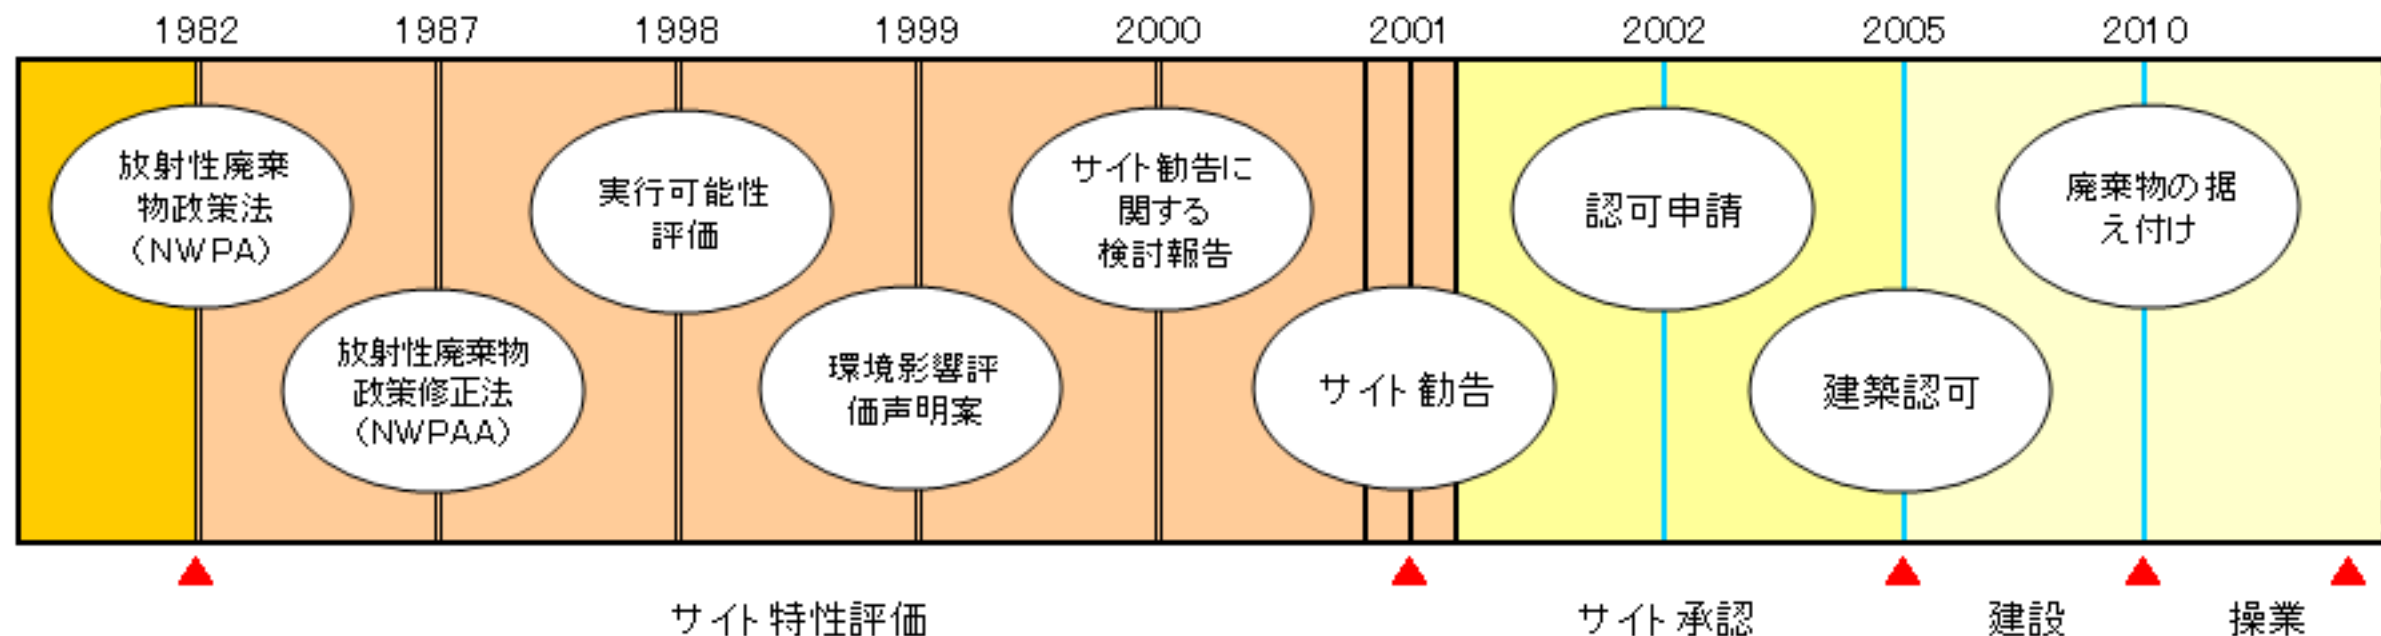 1982 1987 1998 1999 2000 2001 2002 2005 2010
放射性廃棄
物政策法
（NWPA）
放射性廃棄物
政策修正法
（NWPAA）
実行可能性
評価
環境影響評
価声明案
サイト勧告に
関する
検討報告
サイト勧告
認可申請
建築認可
廃棄物の据
え付け
サイト特性評価 サイト承認 建設 操業